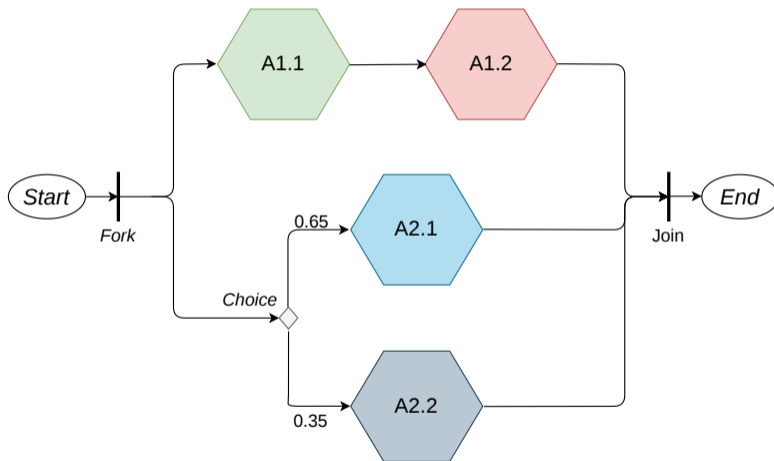 A1.1
A1.2
Start
Fork
A2.1
0.65
End
Join
Choice
A2.2
0.35